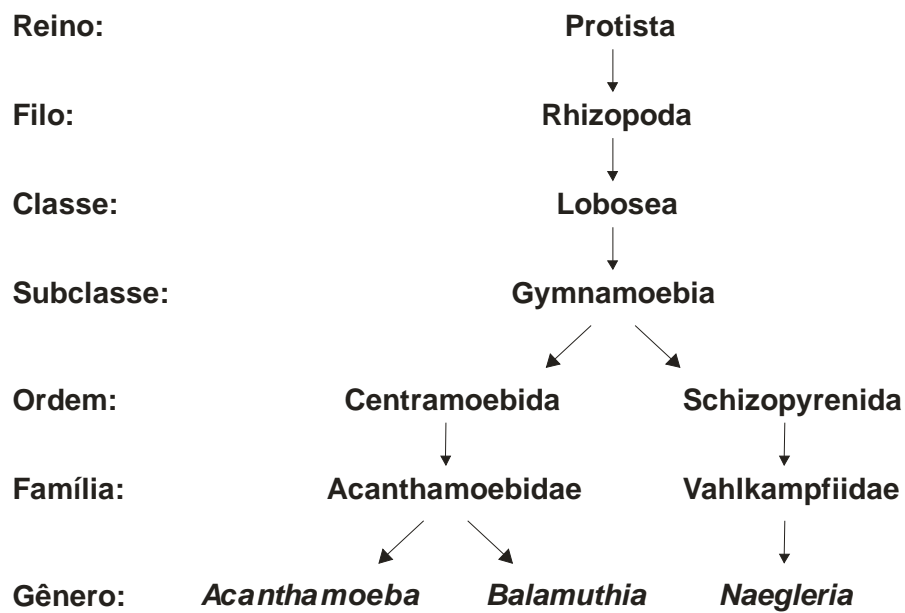 Reino: Protista
Filo: Rhizopoda
Classe: Lobosea
Subclasse: Gymnamoebia
Ordem: Centramoebida Schizopyrenida
Família: Acanthamoebidae Vahlkampfiidae
Gênero: Acanthamoeba Balamuthia Naegleria